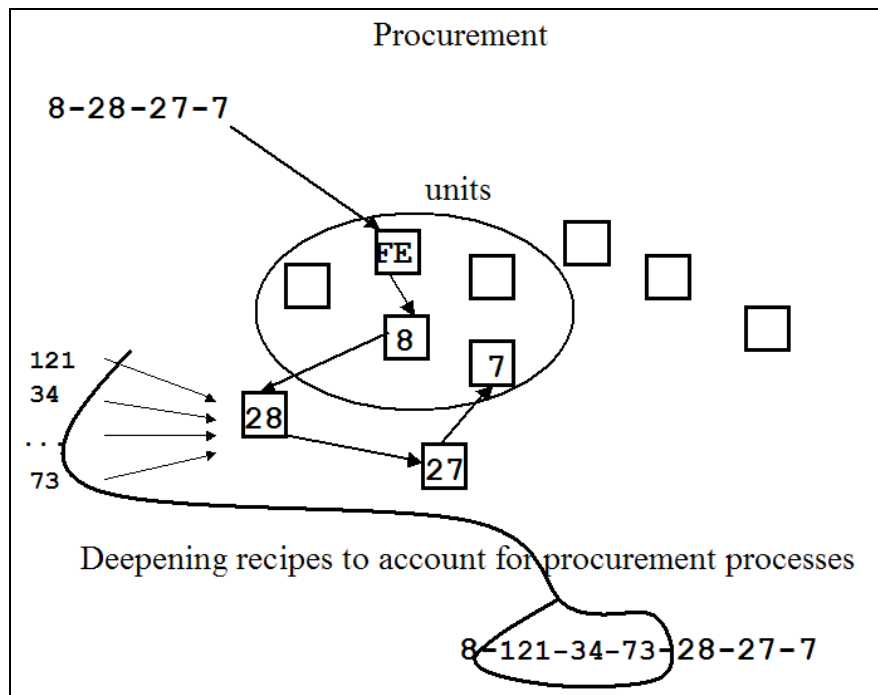 Procurement
8-28-27-7
units
FE
8
7
121
34
28
...
27
73
Deepening recipes to account for procurement processes
8-121-34-73-28-27-7